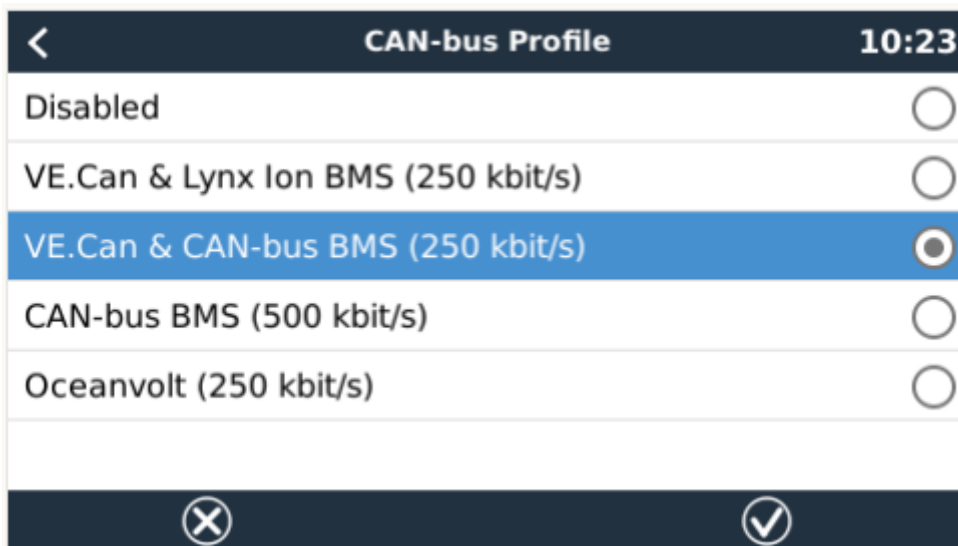 CAN-bus Profile 10:23
Disabled
VE.Can & Lynx Ion BMS (250 kbit/s)
VE.Can & CAN-bus BMS (250 kbit/s)
CAN-bus BMS (500 kbit/s)
Oceanvolt (250 kbit/s)